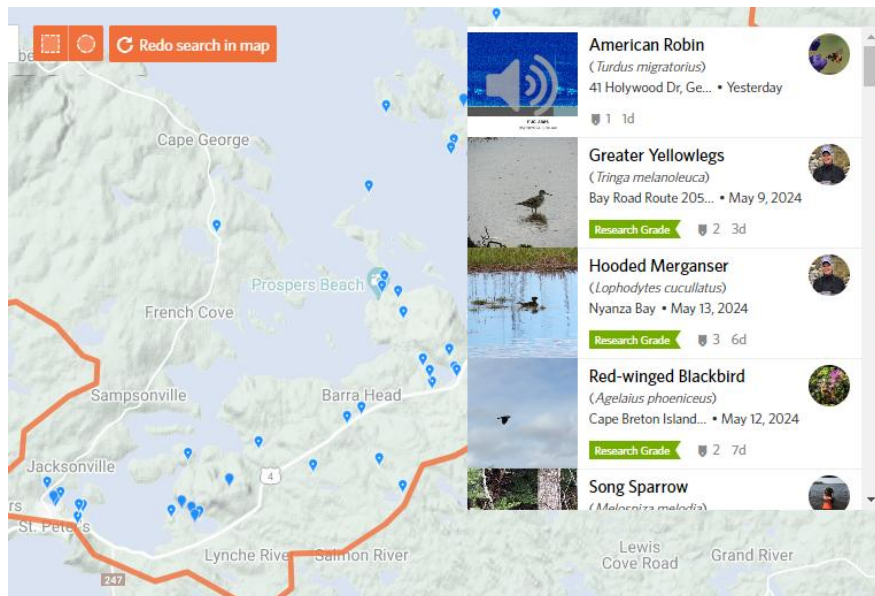 Redo search in map
be
Cape George
Prospers Beach
French Cove
Sampsonville
Barra Head
Jacksonville
rs
St. Peter's
4
Lynche River
Salmon River
247
Lewis
Cove Road
Grand River
American Robin
(Turdus migratorius)
41 Holywood Dr, Ge... • Yesterday
1 1d
Greater Yellowlegs
(Tringa melanoleuca)
Bay Road Route 205... • May 9, 2024
Research Grade 2 3d
Hooded Merganser
(Lophodytes cucullatus)
Nyanza Bay • May 13, 2024
Research Grade 3 6d
Red-winged Blackbird
(Agelaius phoeniceus)
Cape Breton Island... • May 12, 2024
Research Grade 2 7d
Song Sparrow
(Melospiza melodia)